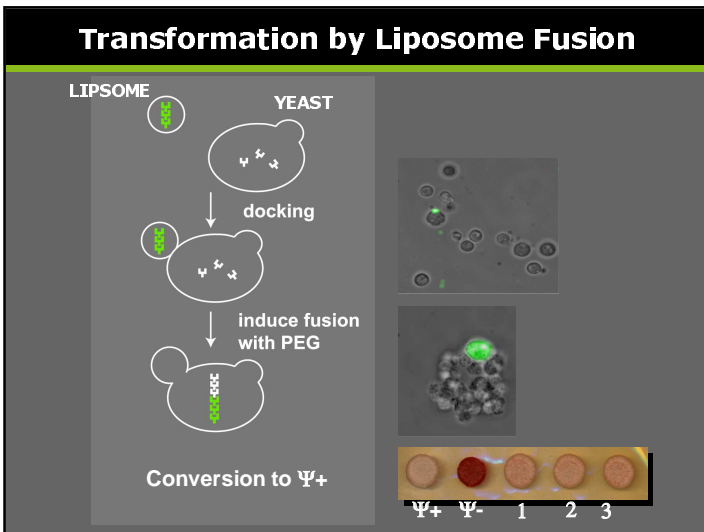 Transformation by Liposome Fusion
LIPSOME
YEAST
docking
induce fusion
with PEG
Conversion to Ψ+
Ψ+ Ψ- 1 2 3